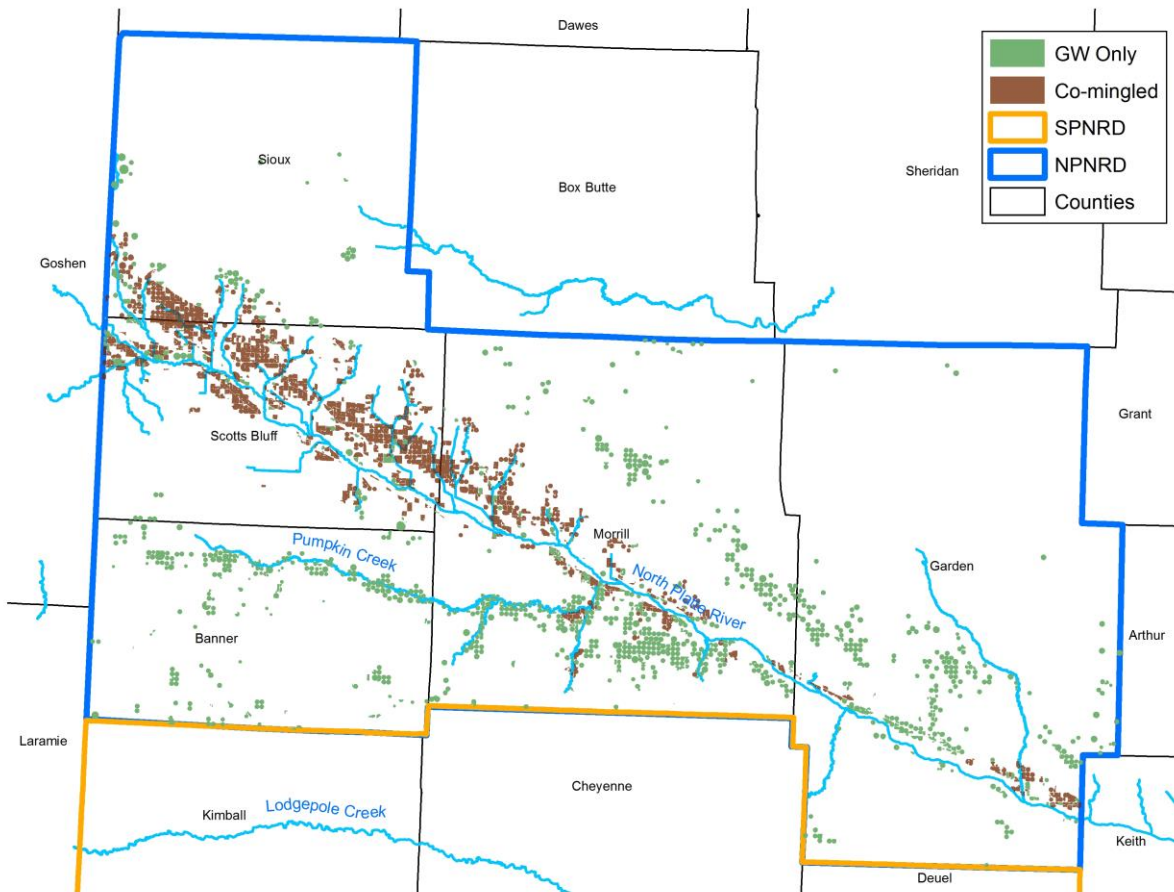 Dawes
GW Only
Co-mingled
SPNRD
NPNRD
Counties
Sioux
Box Butte
Sheridan
Goshen
Grant
Scotts Bluff
Morrill
Pumpkin Creek
North Platte River
Garden
Banner
Arthur
Laramie
Cheyenne
Kimball
Lodgepole Creek
Keith
Deuel